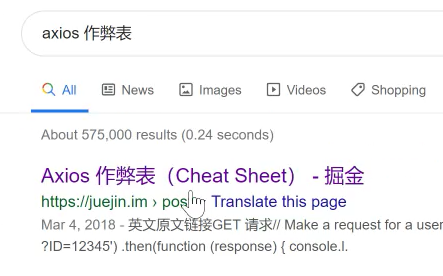 axios 作弊表
All News Images Videos Shopping
About 575,000 results (0.24 seconds)
Axios 作弊表（Cheat Sheet） - 掘金
https://juejin.im › pos Translate this page
Mar 4, 2018 - 英文原文链接GET 请求// Make a request for a user
?ID=12345') .then(function (response) { console.l.